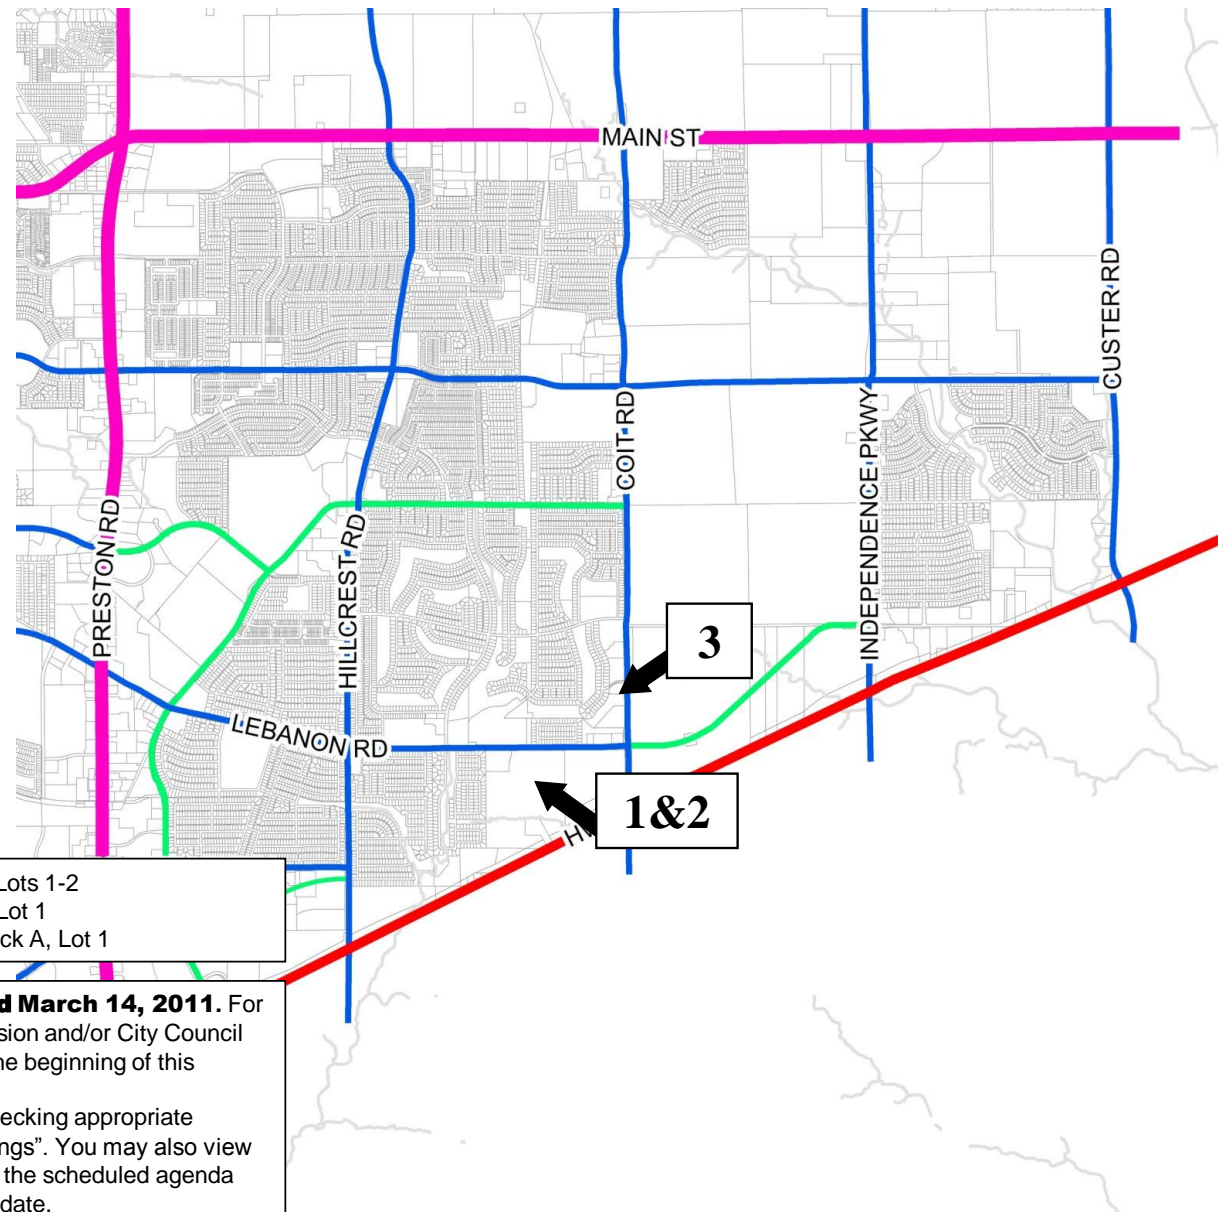 MAIN ST
CUSTER RD
COIT RD
INDEPENDENCE PKWY
PRESTON RD
HILLCREST RD
3
LEBANON RD
1&2
H
Lots 1-2
Lot 1
ck A, Lot 1
d March 14, 2011. For
sion and/or City Council
he beginning of this
ecking appropriate
ngs”. You may also view
the scheduled agenda
date.